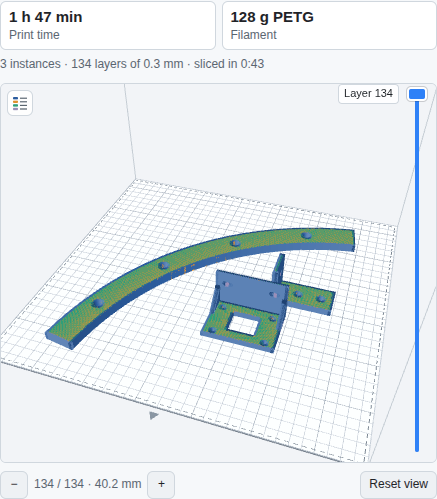 1 h 47 min
Print time
128 g PETG
Filament
3 instances · 134 layers of 0.3 mm · sliced in 0:43
Layer 134
− 134 / 134 · 40.2 mm + Reset view